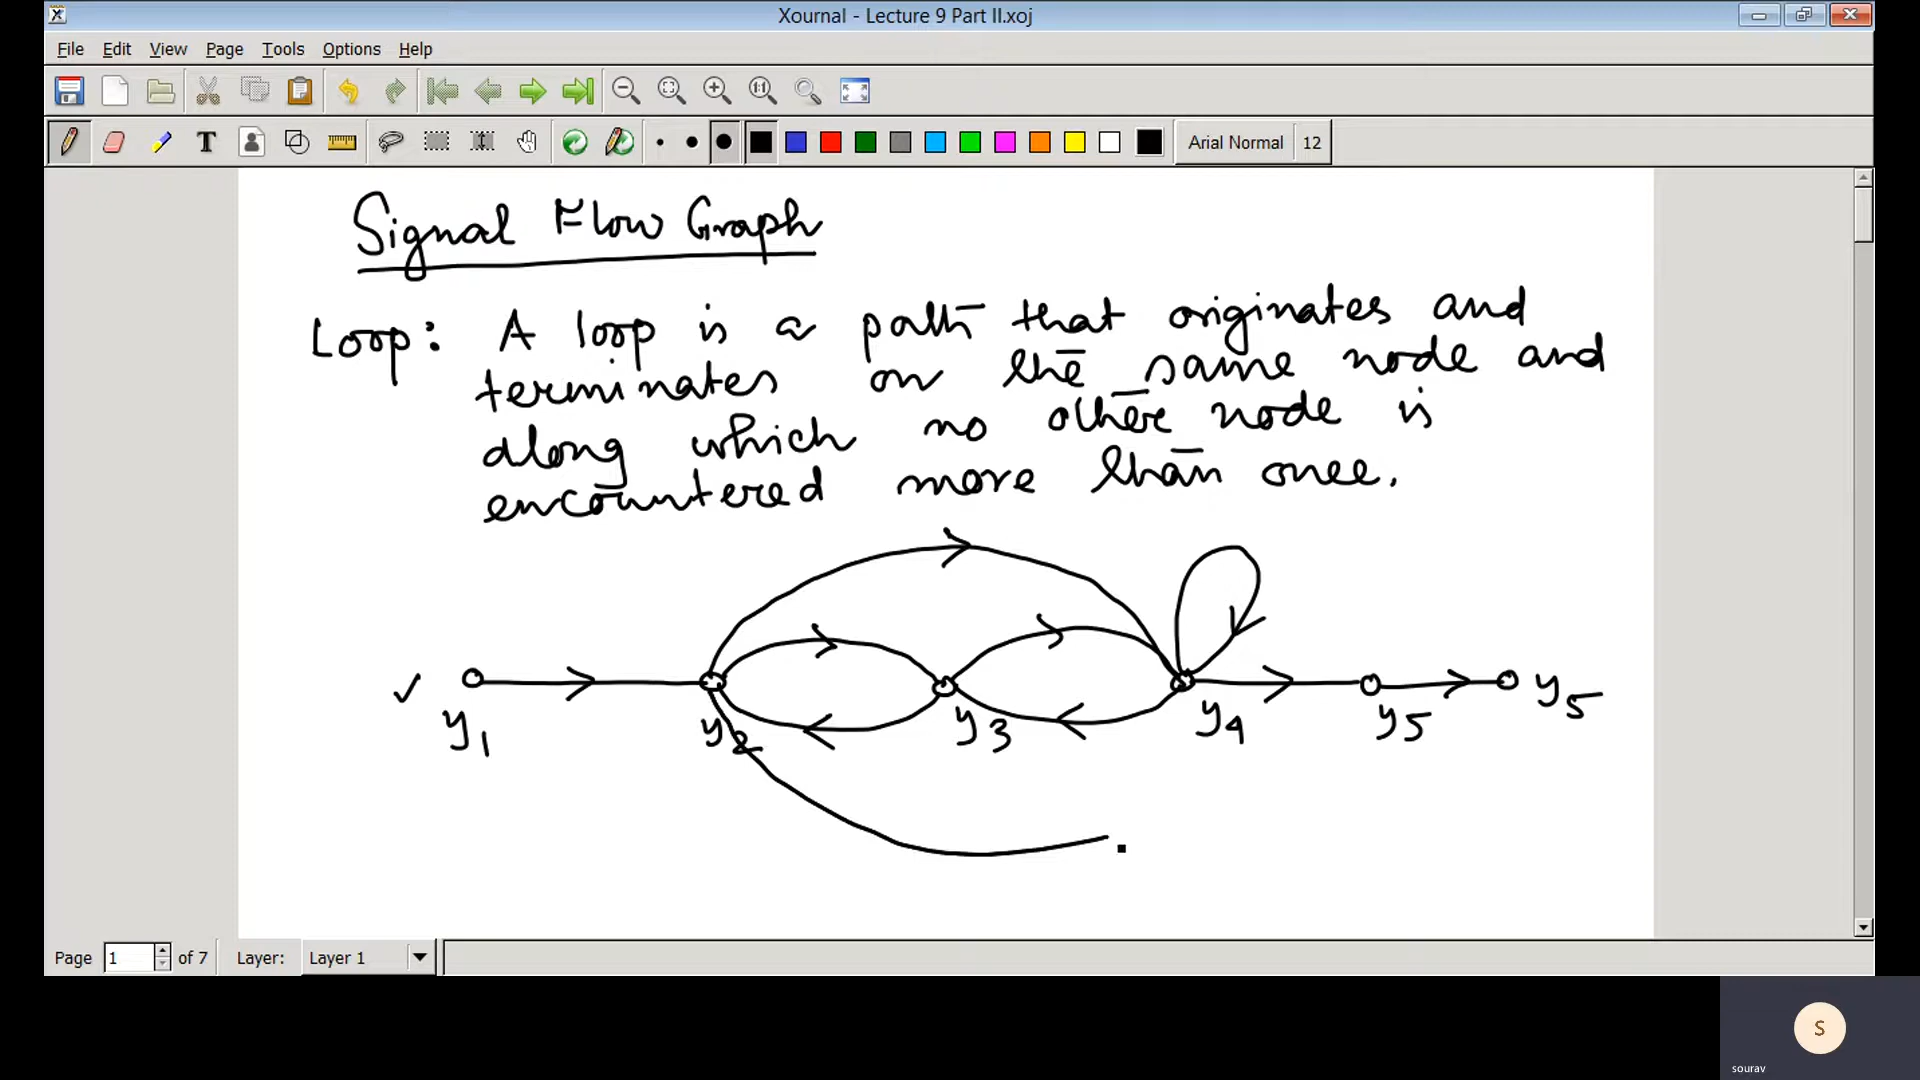 Xournal - Lecture 9 Part II.xoj
File Edit View Page Tools Options Help
Arial Normal 12
Signal Flow Graph
Loop: A loop is a path that originates and
terminates on the same node and
along which no other node is
encountered more than once.
y1 y2 y3 y4 y5 y5
Page 1 of 7 Layer: Layer 1
S
sourav